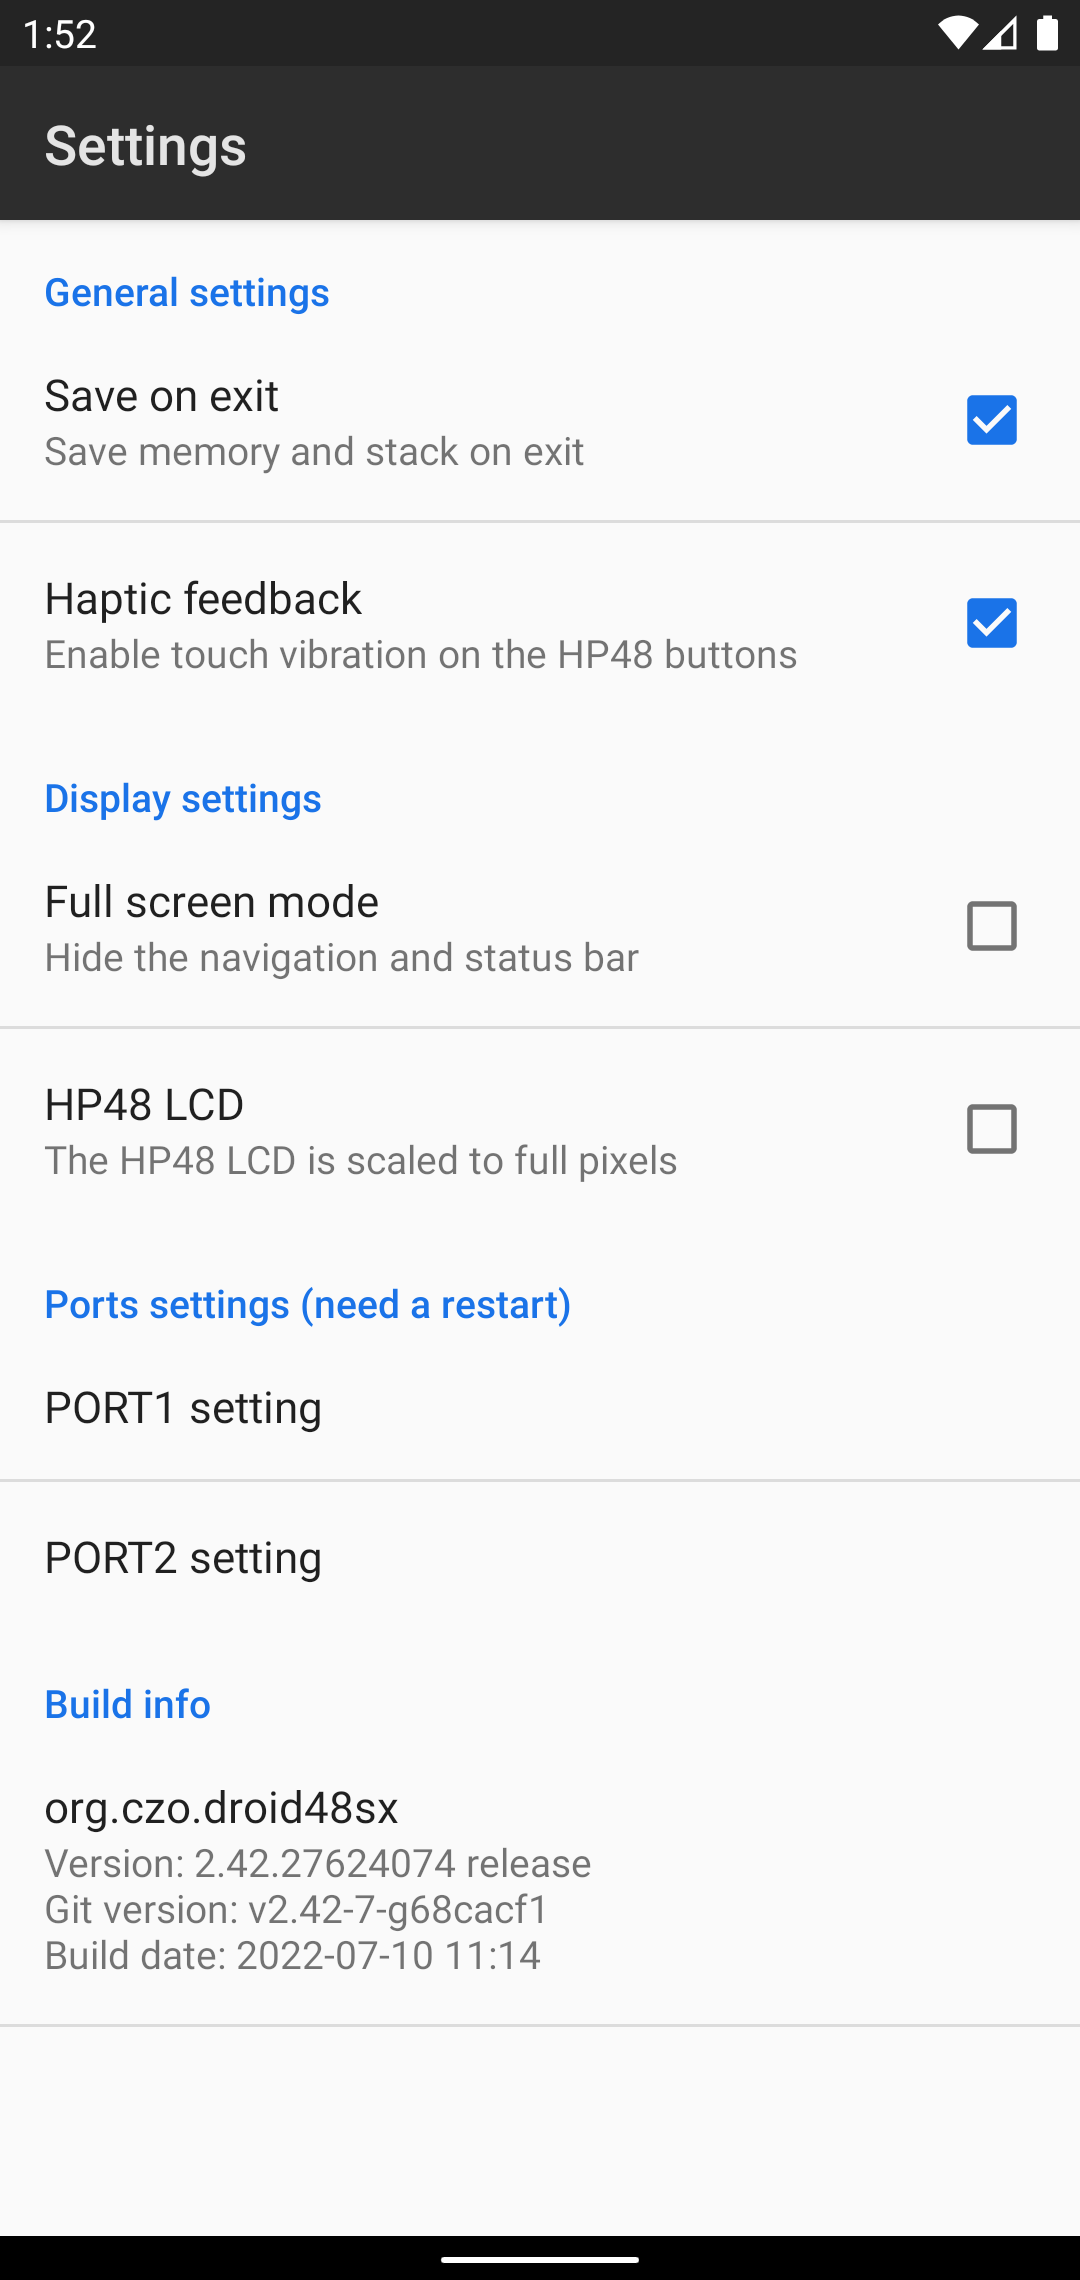 1:52
Settings
General settings
Save on exit
Save memory and stack on exit
Haptic feedback
Enable touch vibration on the HP48 buttons
Display settings
Full screen mode
Hide the navigation and status bar
HP48 LCD
The HP48 LCD is scaled to full pixels
Ports settings (need a restart)
PORT1 setting
PORT2 setting
Build info
org.czo.droid48sx
Version: 2.42.27624074 release
Git version: v2.42-7-g68cacf1
Build date: 2022-07-10 11:14